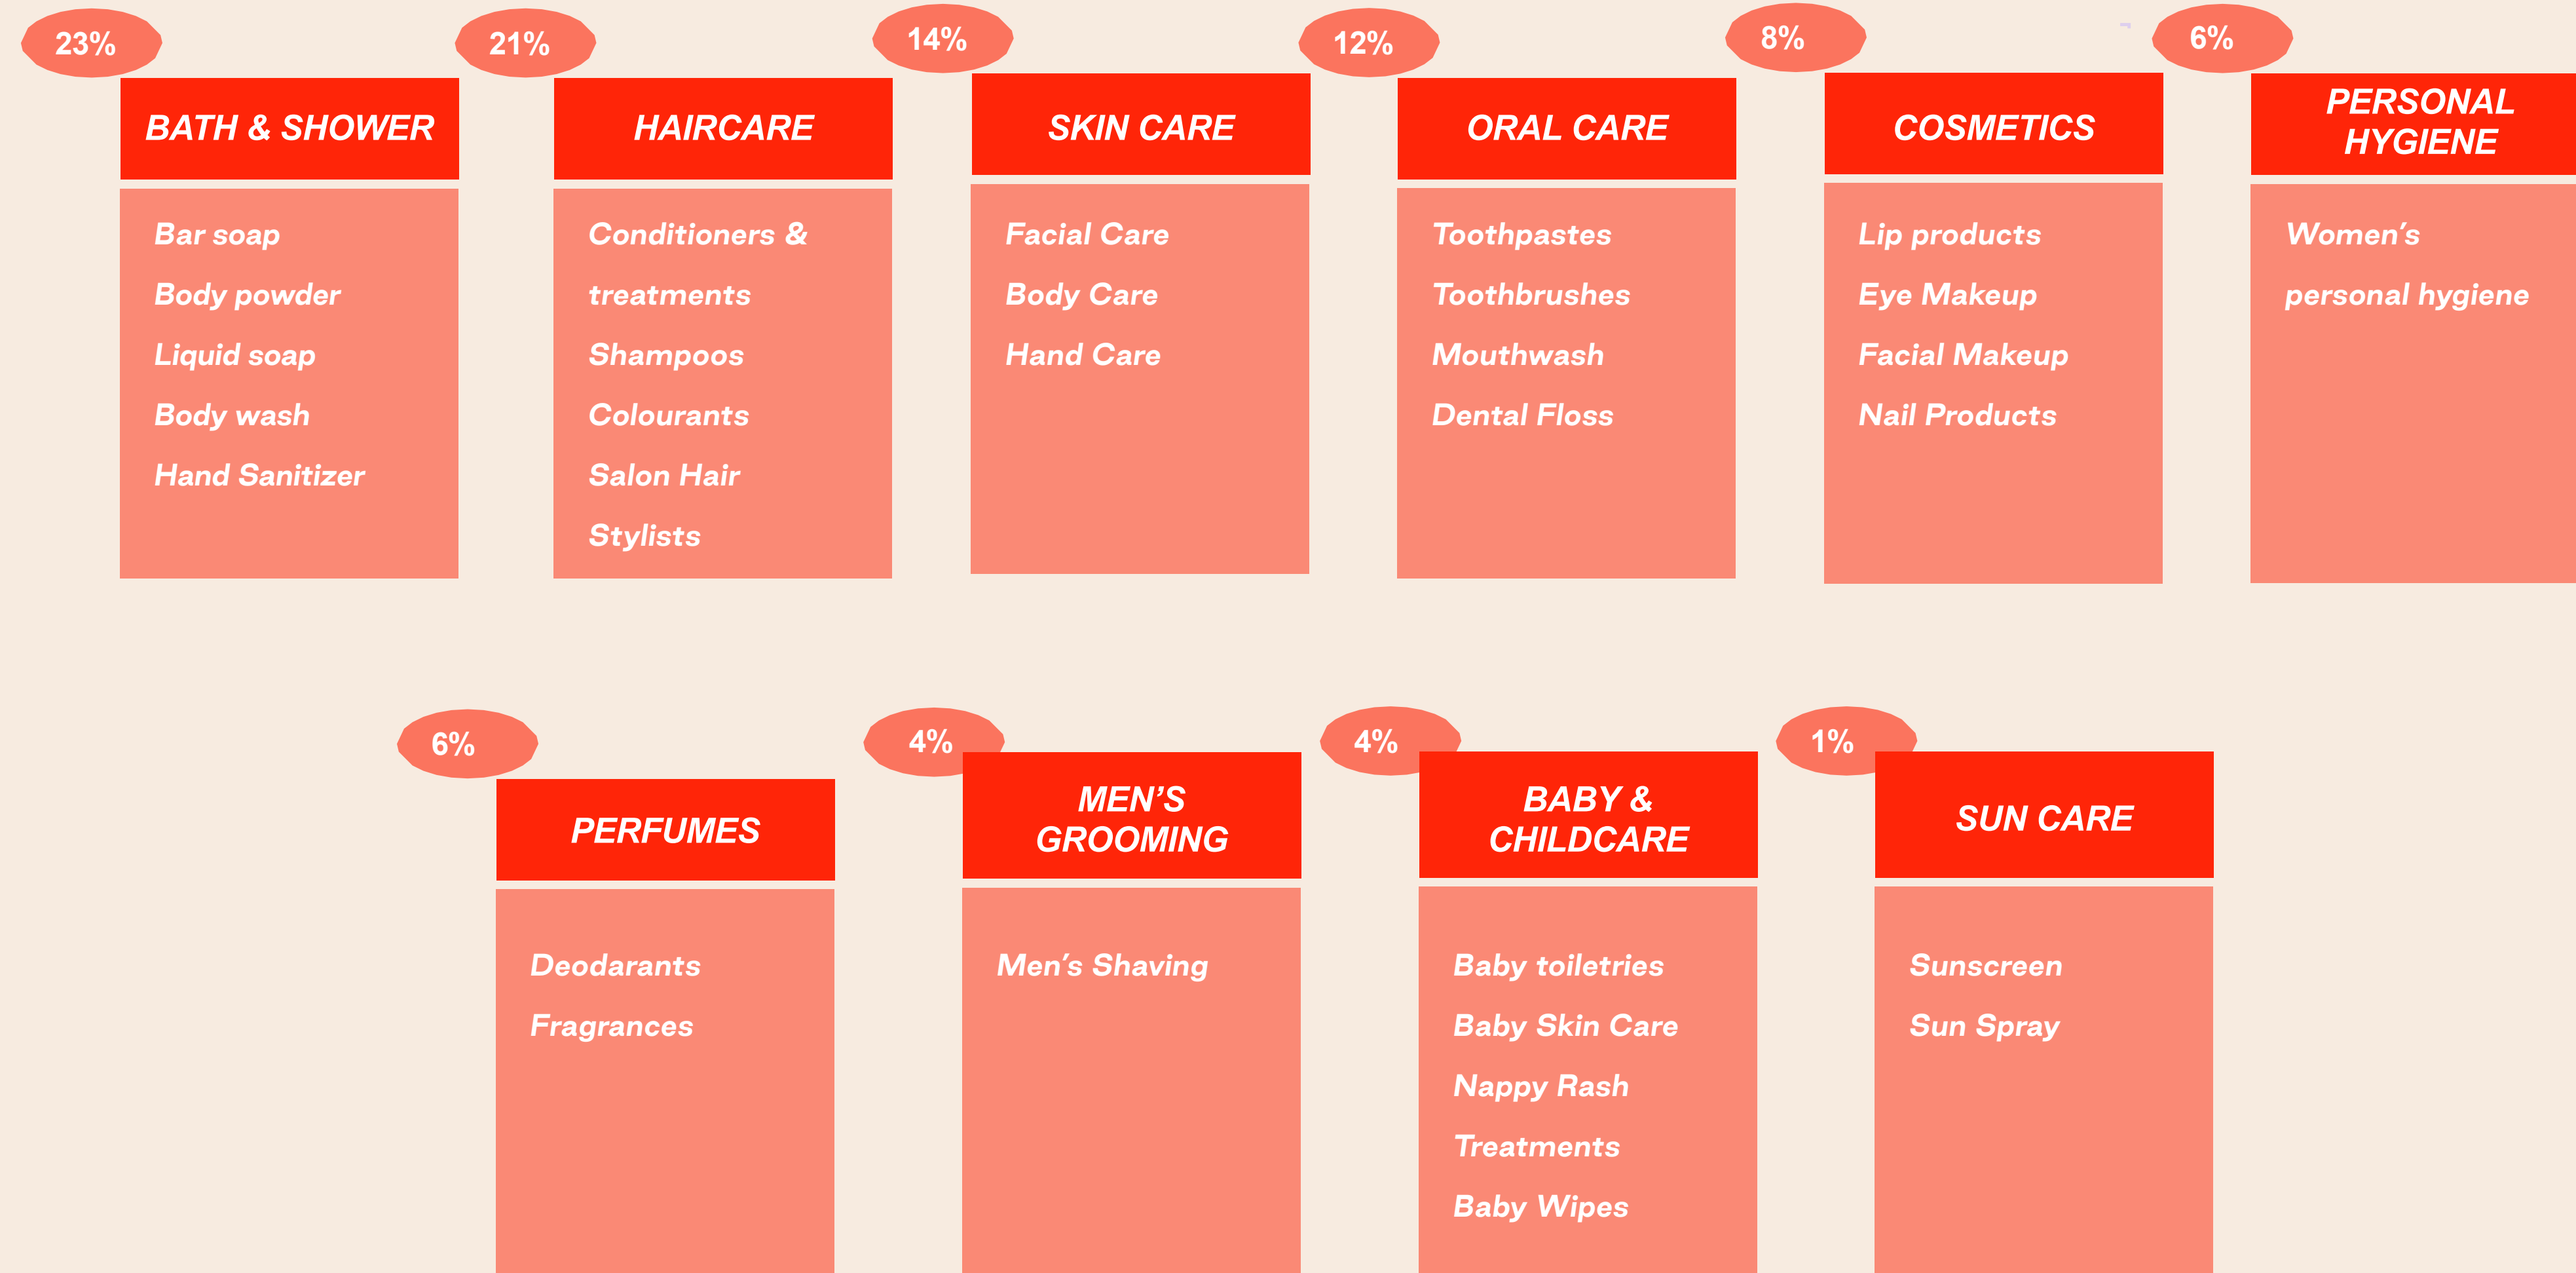 23%
BATH & SHOWER
Bar soap
Body powder
Liquid soap
Body wash
Hand Sanitizer
21%
HAIRCARE
Conditioners &
treatments
Shampoos
Colourants
Salon Hair
Stylists
14%
SKIN CARE
Facial Care
Body Care
Hand Care
12%
ORAL CARE
Toothpastes
Toothbrushes
Mouthwash
Dental Floss
8%
COSMETICS
Lip products
Eye Makeup
Facial Makeup
Nail Products
6%
PERSONAL
HYGIENE
Women’s
personal hygiene
6%
PERFUMES
Deodarants
Fragrances
4%
MEN’S
GROOMING
Men’s Shaving
4%
BABY &
CHILDCARE
Baby toiletries
Baby Skin Care
Nappy Rash
Treatments
Baby Wipes
1%
SUN CARE
Sunscreen
Sun Spray